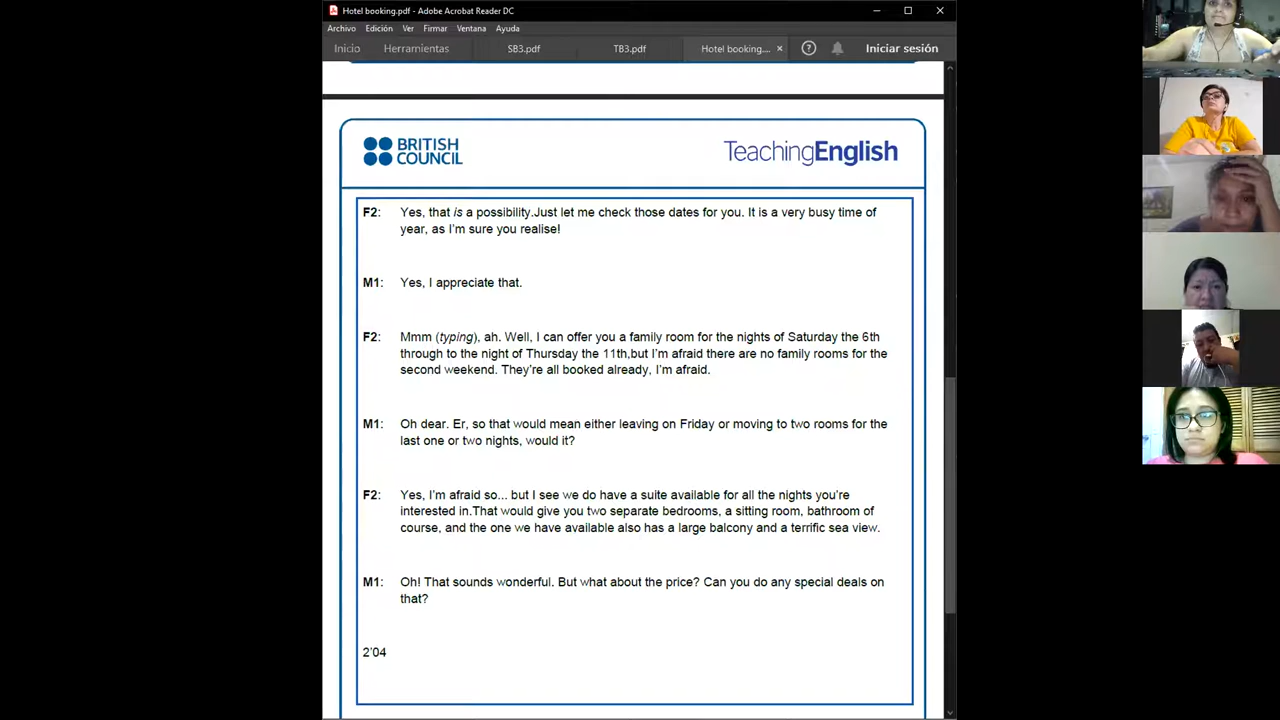 Hotel booking.pdf - Adobe Acrobat Reader DC
Archivo Edición Ver Firmar Ventana Ayuda
Inicio Herramientas SB3.pdf TB3.pdf Hotel booking.... × ? Iniciar sesión
BRITISH
COUNCIL
TeachingEnglish
F2: Yes, that is a possibility.Just let me check those dates for you. It is a very busy time of
year, as I'm sure you realise!
M1: Yes, I appreciate that.
F2: Mmm (typing), ah. Well, I can offer you a family room for the nights of Saturday the 6th
through to the night of Thursday the 11th,but I'm afraid there are no family rooms for the
second weekend. They're all booked already, I'm afraid.
M1: Oh dear. Er, so that would mean either leaving on Friday or moving to two rooms for the
last one or two nights, would it?
F2: Yes, I'm afraid so... but I see we do have a suite available for all the nights you're
interested in.That would give you two separate bedrooms, a sitting room, bathroom of
course, and the one we have available also has a large balcony and a terrific sea view.
M1: Oh! That sounds wonderful. But what about the price? Can you do any special deals on
that?
2'04